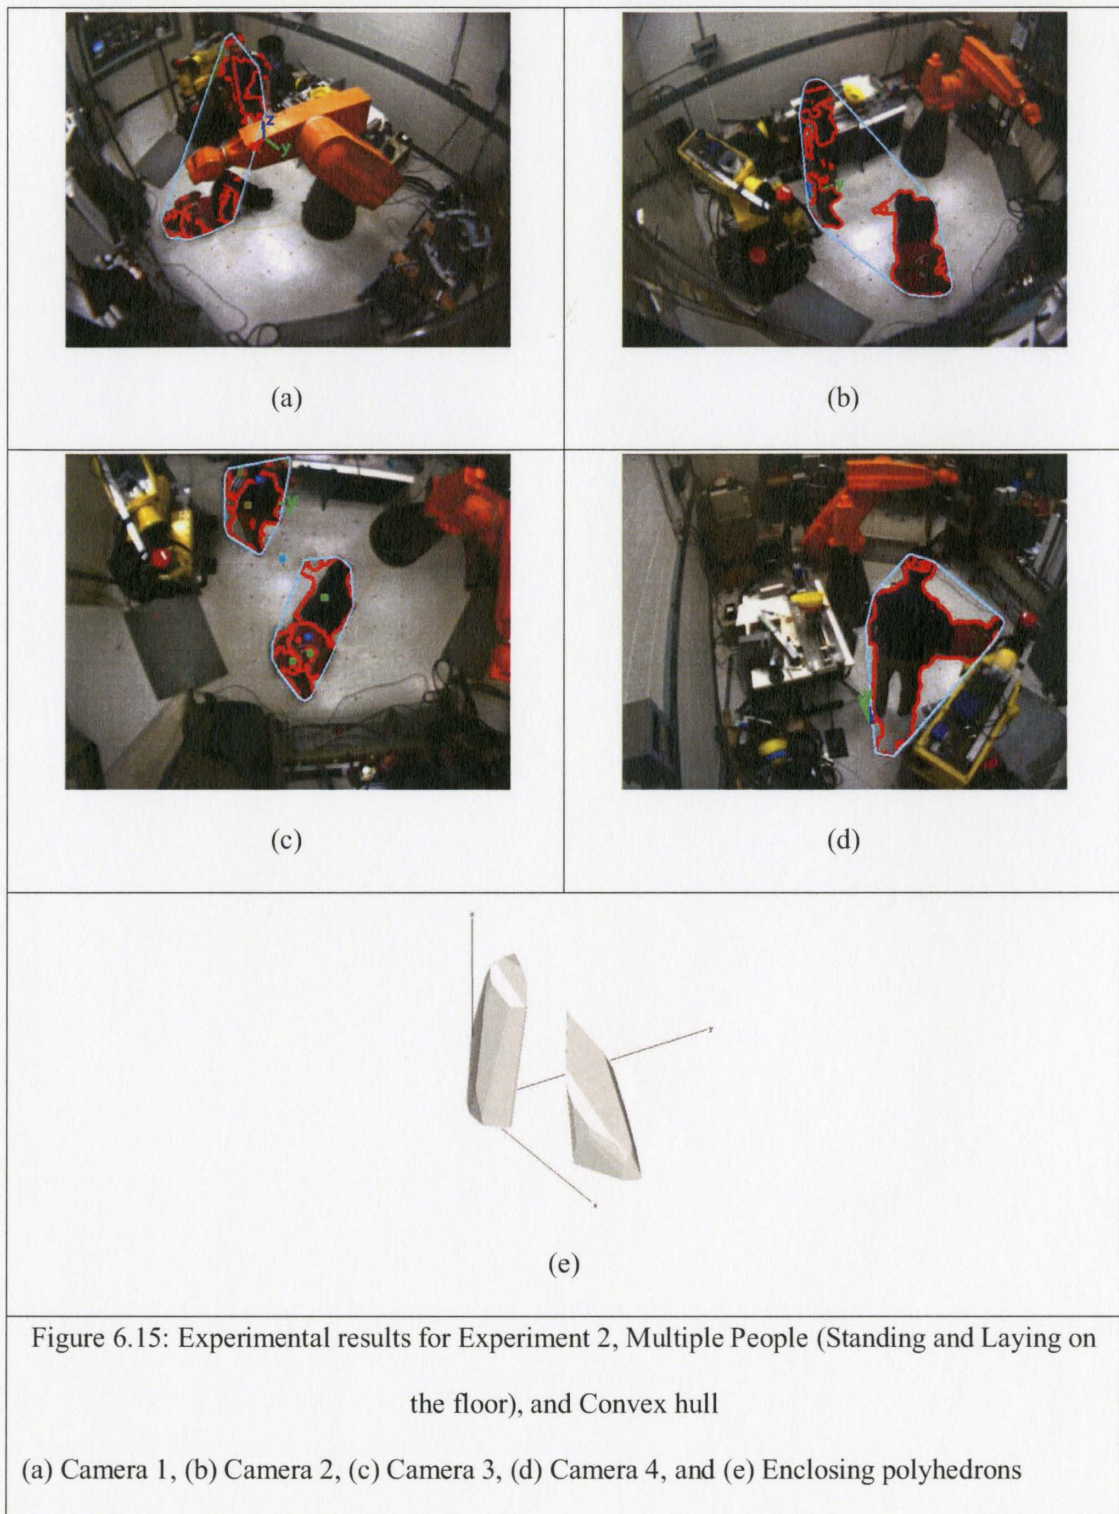 z
y
(a)
(b)
(c)
(d)
z
y
x
(e)
Figure 6.15: Experimental results for Experiment 2, Multiple People (Standing and Laying on
the floor), and Convex hull
(a) Camera 1, (b) Camera 2, (c) Camera 3, (d) Camera 4, and (e) Enclosing polyhedrons